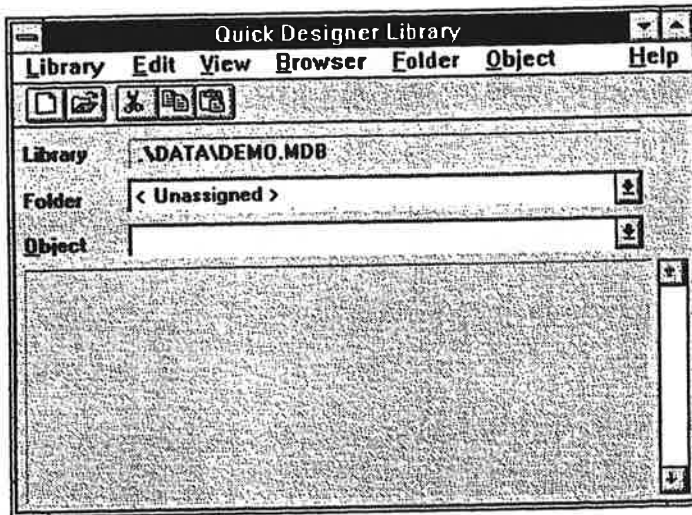 Quick Designer Library
Library Edit View Browser Folder Object Help
Library .\DATA\DEMO.MDB
Folder < Unassigned >
Object